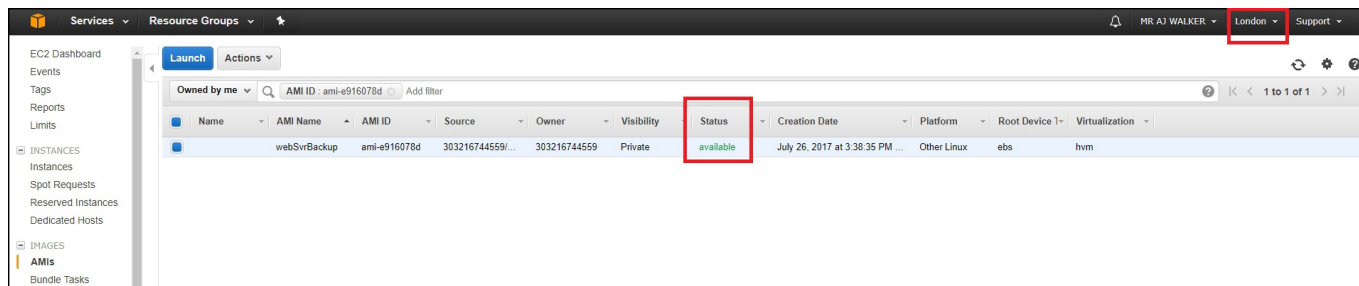 Services Resource Groups MR AJ WALKER London Support
EC2 Dashboard
Events
Tags
Reports
Limits
INSTANCES
Instances
Spot Requests
Reserved Instances
Dedicated Hosts
IMAGES
AMIs
Bundle Tasks
Launch Actions
Owned by me AMI ID : ami-e916078d Add filter 1 to 1 of 1
Name AMI Name AMI ID Source Owner Visibility Status Creation Date Platform Root Device T Virtualization
webSvrBackup ami-e916078d 303216744559/... 303216744559 Private available July 26, 2017 at 3:38:35 PM ... Other Linux ebs hvm